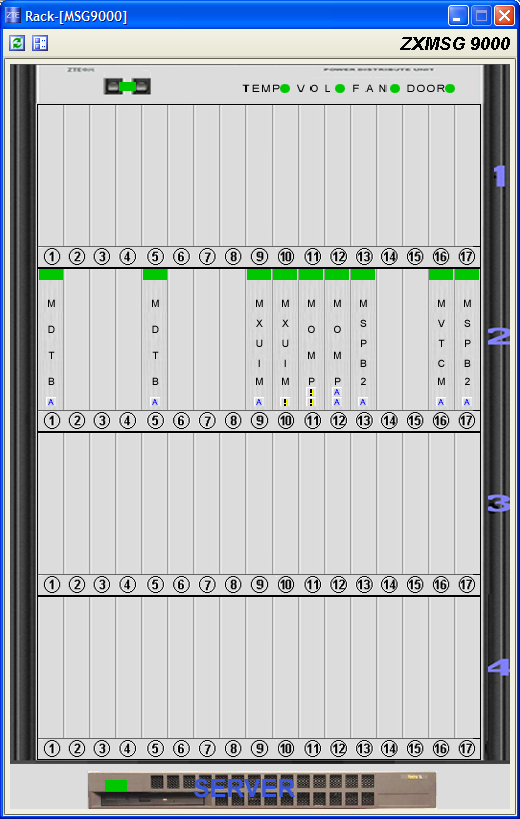 ZTE Rack-[MSG9000]
ZXMSG 9000
POWER DISTRIBUTE UNIT
TEMP VOL FAN DOOR
1
1 2 3 4 5 6 7 8 9 10 11 12 13 14 15 16 17
2
MDTB MDTB MXUIM MXUIM MOMP MOMP MSPB2 MVTCM MSPB2
A A A ! ! ! A A A A A
1 2 3 4 5 6 7 8 9 10 11 12 13 14 15 16 17
3
1 2 3 4 5 6 7 8 9 10 11 12 13 14 15 16 17
4
1 2 3 4 5 6 7 8 9 10 11 12 13 14 15 16 17
SERVER